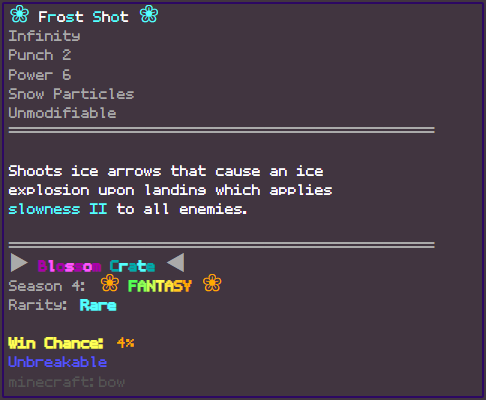 ❀ Frost Shot ❀
Infinity
Punch 2
Power 6
Snow Particles
Unmodifiable
Shoots ice arrows that cause an ice
explosion upon landing which applies
slowness II to all enemies.
▶ Blossom Crate ◀
Season 4: ❀ FANTASY ❀
Rarity: Rare
Win Chance: 4%
Unbreakable
minecraft:bow